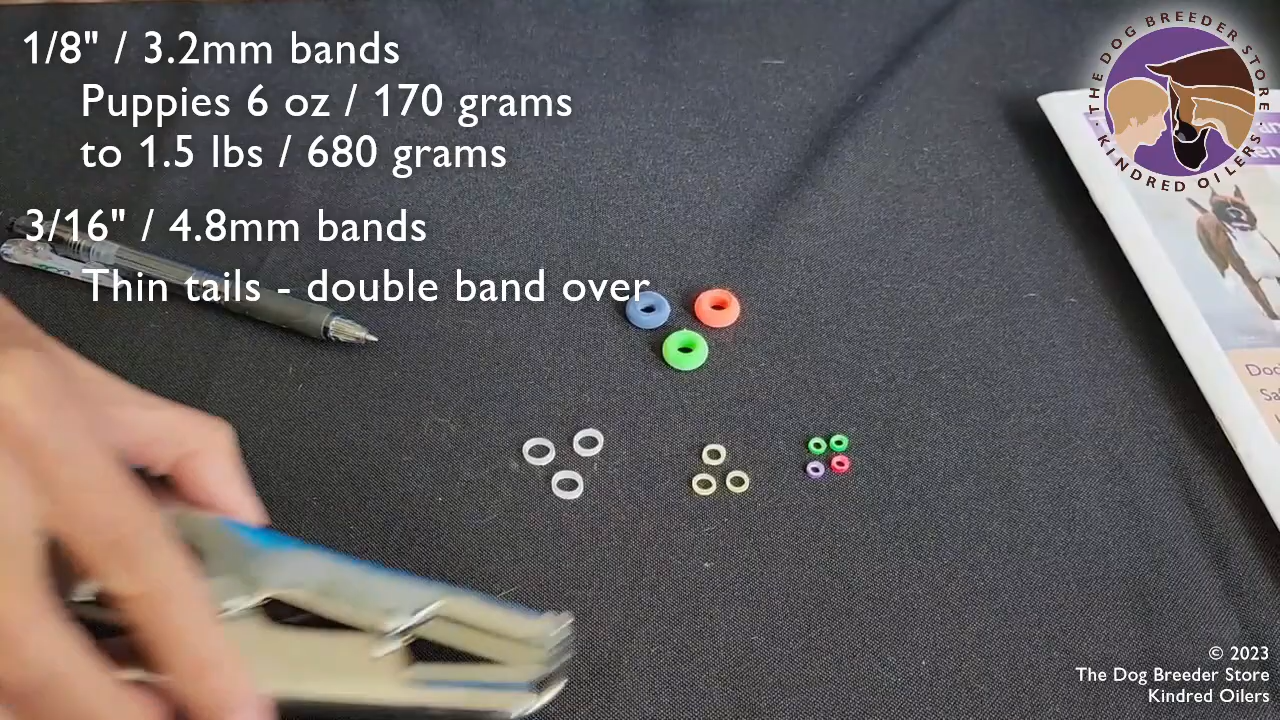 1/8" / 3.2mm bands
Puppies 6 oz / 170 grams
to 1.5 lbs / 680 grams
3/16" / 4.8mm bands
Thin tails - double band over
THE DOG BREEDER STORE
· KINDRED OILERS ·
© 2023
The Dog Breeder Store
Kindred Oilers